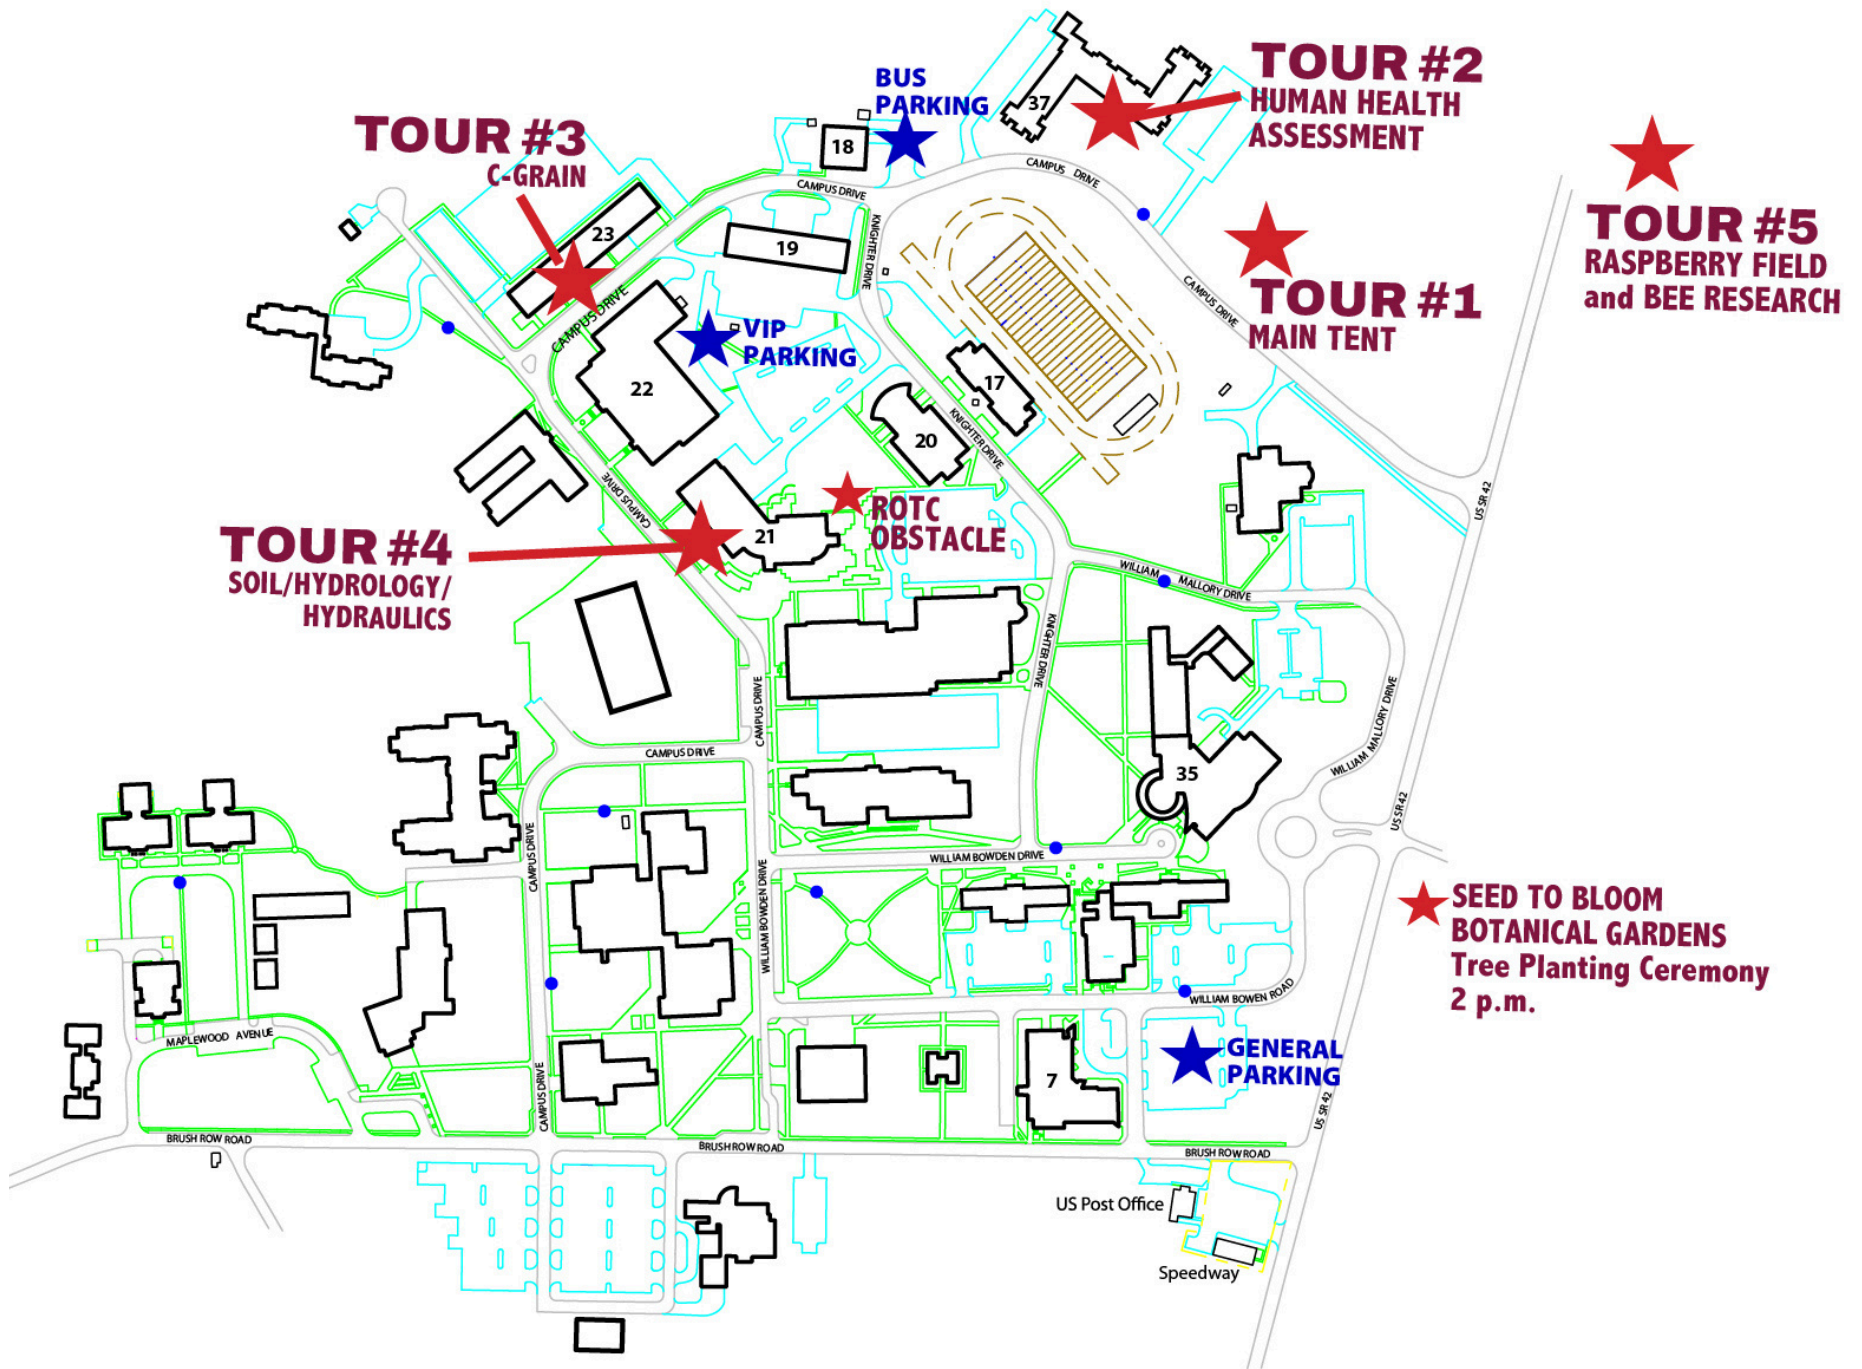 TOUR #2
HUMAN HEALTH
ASSESSMENT
BUS
PARKING
37
TOUR #3
C-GRAIN
18
CAMPUS DRIVE
CAMPUS DRIVE
TOUR #5
RASPBERRY FIELD
and BEE RESEARCH
23
19
KNIGHTER DRIVE
TOUR #1
MAIN TENT
CAMPUS DRIVE
CAMPUS DRIVE
VIP
PARKING
22
17
20
KNIGHTER DRIVE
CAMPUS DRIVE
US SR 42
ROTC
OBSTACLE
21
TOUR #4
SOIL/HYDROLOGY/
HYDRAULICS
WILLIAM MALLORY DRIVE
KNIGHTER DRIVE
CAMPUS DRIVE
WILLIAM MALLORY DRIVE
CAMPUS DRIVE
35
US SR 42
CAMPUS DRIVE
WILLIAM BOWDEN DRIVE
WILLIAM BOWDEN DRIVE
SEED TO BLOOM
BOTANICAL GARDENS
Tree Planting Ceremony
2 p.m.
WILLIAM BOWEN ROAD
MAPLEWOOD AVENUE
GENERAL
PARKING
7
CAMPUS DRIVE
US SR 42
BRUSH ROW ROAD
BRUSH ROW ROAD
BRUSH ROW ROAD
US Post Office
Speedway